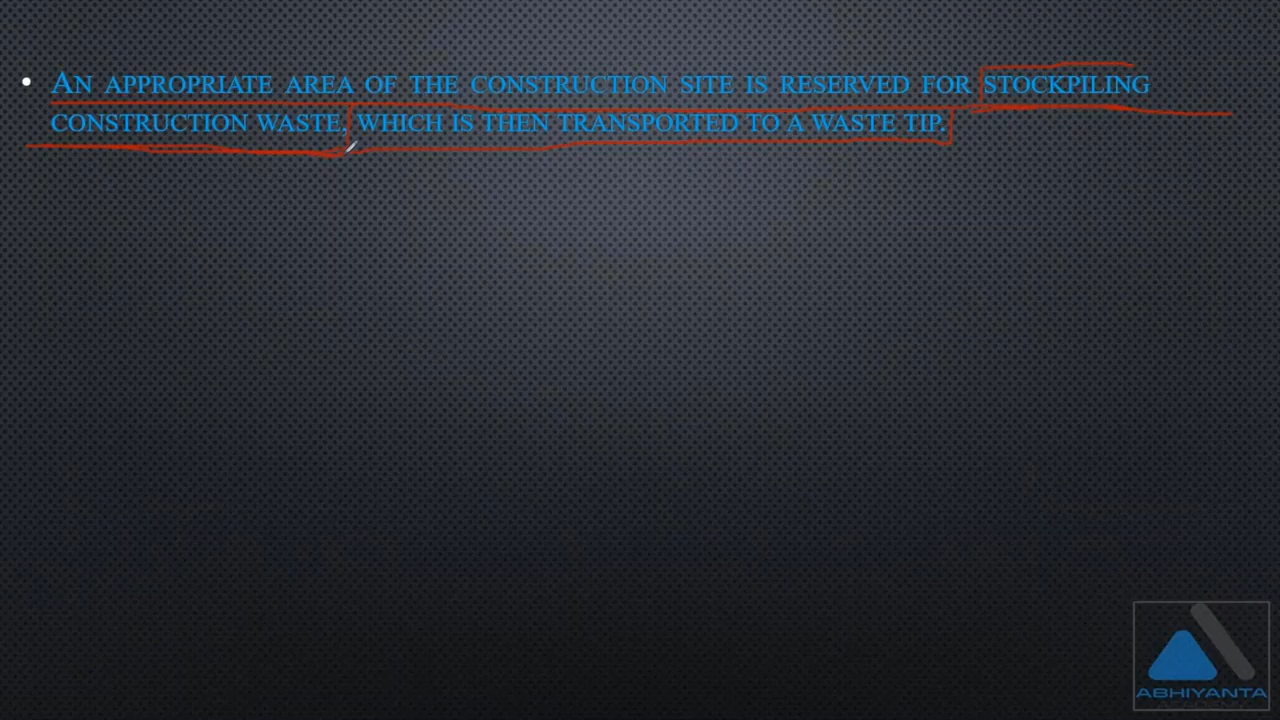 • AN APPROPRIATE AREA OF THE CONSTRUCTION SITE IS RESERVED FOR STOCKPILING
CONSTRUCTION WASTE, WHICH IS THEN TRANSPORTED TO A WASTE TIP.
ABHIYANTA
ACADEMY